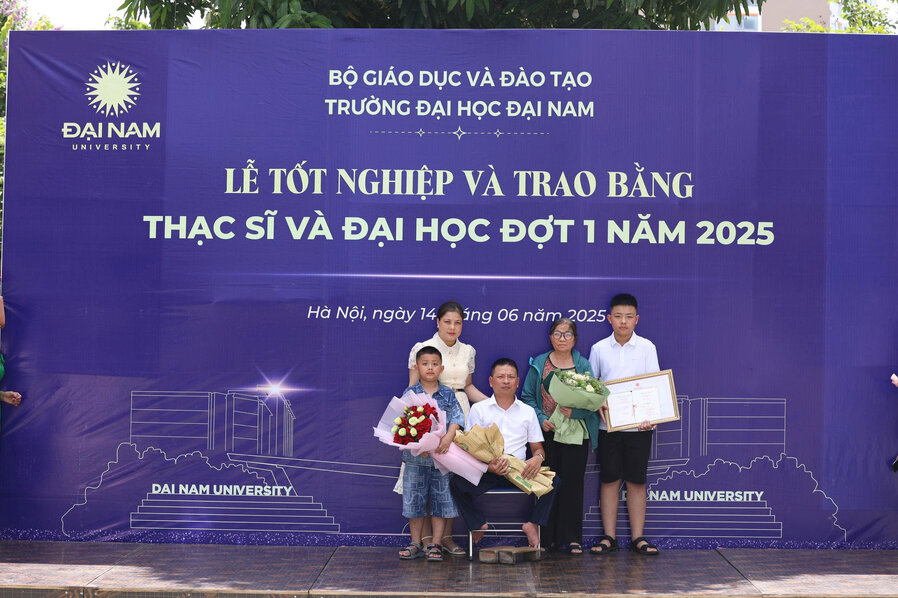 ĐẠI NAM
UNIVERSITY
BỘ GIÁO DỤC VÀ ĐÀO TẠO
TRƯỜNG ĐẠI HỌC ĐẠI NAM
LỄ TỐT NGHIỆP VÀ TRAO BẰNG
THẠC SĨ VÀ ĐẠI HỌC ĐỢT 1 NĂM 2025
Hà Nội, ngày 14 tháng 06 năm 2025
DAI NAM UNIVERSITY
DAI NAM UNIVERSITY